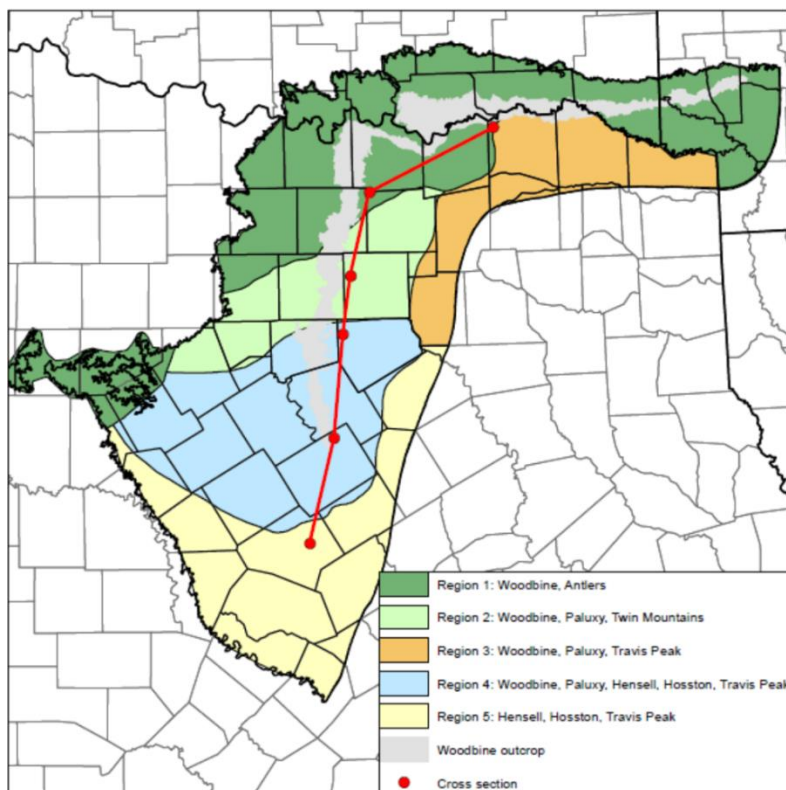 Region 1: Woodbine, Antlers
Region 2: Woodbine, Paluxy, Twin Mountains
Region 3: Woodbine, Paluxy, Travis Peak
Region 4: Woodbine, Paluxy, Hensell, Hosston, Travis Peak
Region 5: Hensell, Hosston, Travis Peak
Woodbine outcrop
Cross section